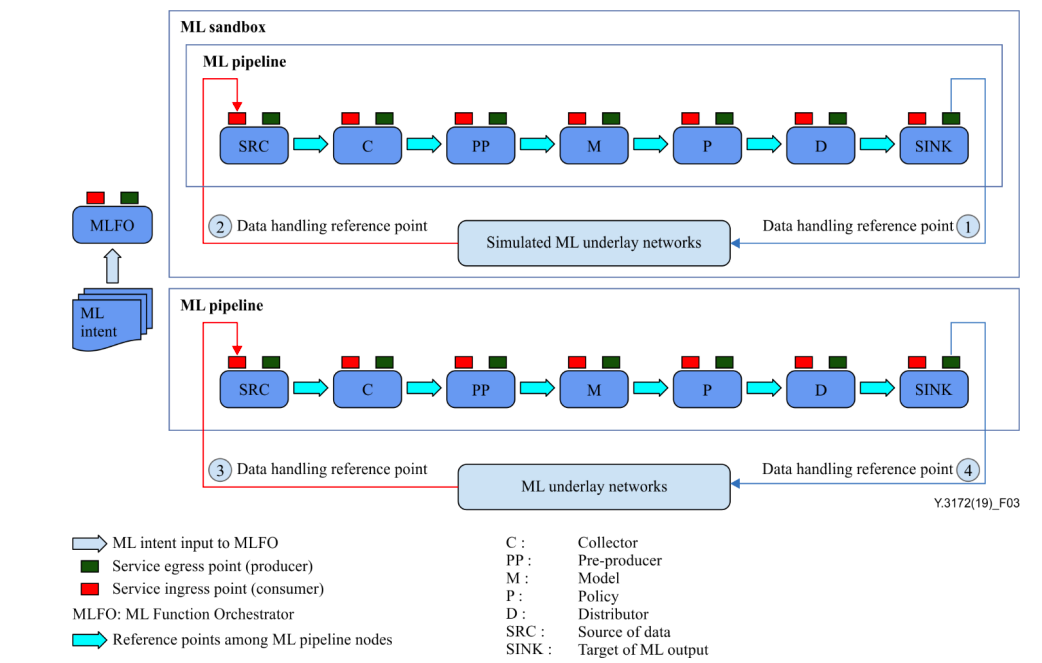 ML sandbox
ML pipeline
SRC
C
PP
M
P
D
SINK
2 Data handling reference point
Data handling reference point 1
Simulated ML underlay networks
MLFO
ML
intent
ML pipeline
SRC
C
PP
M
P
D
SINK
3 Data handling reference point
Data handling reference point 4
ML underlay networks
Y.3172(19)_F03
ML intent input to MLFO
Service egress point (producer)
Service ingress point (consumer)
MLFO: ML Function Orchestrator
Reference points among ML pipeline nodes
C : Collector
PP : Pre-producer
M : Model
P : Policy
D : Distributor
SRC : Source of data
SINK : Target of ML output